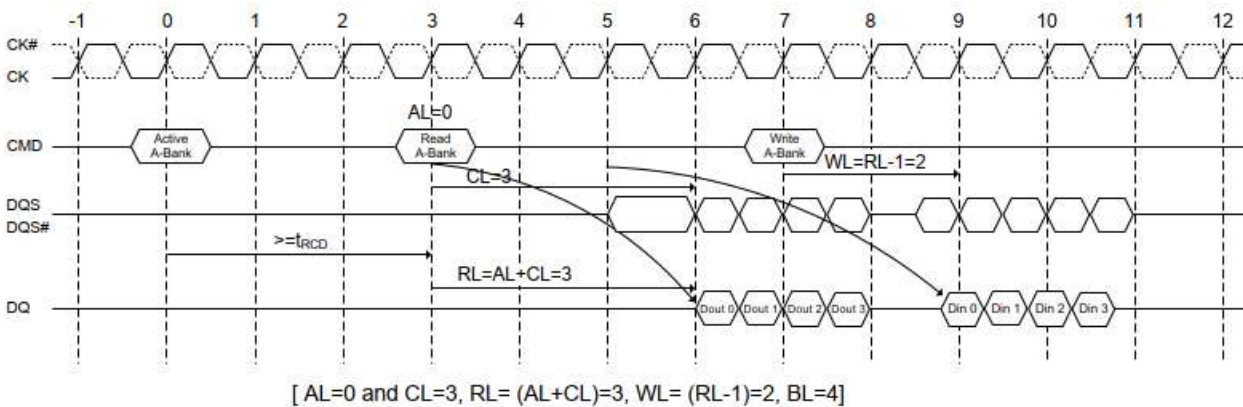 -1 0 1 2 3 4 5 6 7 8 9 10 11 12
CK#
CK
AL=0
CMD
Active
A-Bank
Read
A-Bank
Write
A-Bank
WL=RL-1=2
CL=3
DQS
DQS#
>=tRCD
RL=AL+CL=3
DQ
Dout 0 Dout 1 Dout 2 Dout 3 Din 0 Din 1 Din 2 Din 3
[ AL=0 and CL=3, RL= (AL+CL)=3, WL= (RL-1)=2, BL=4]